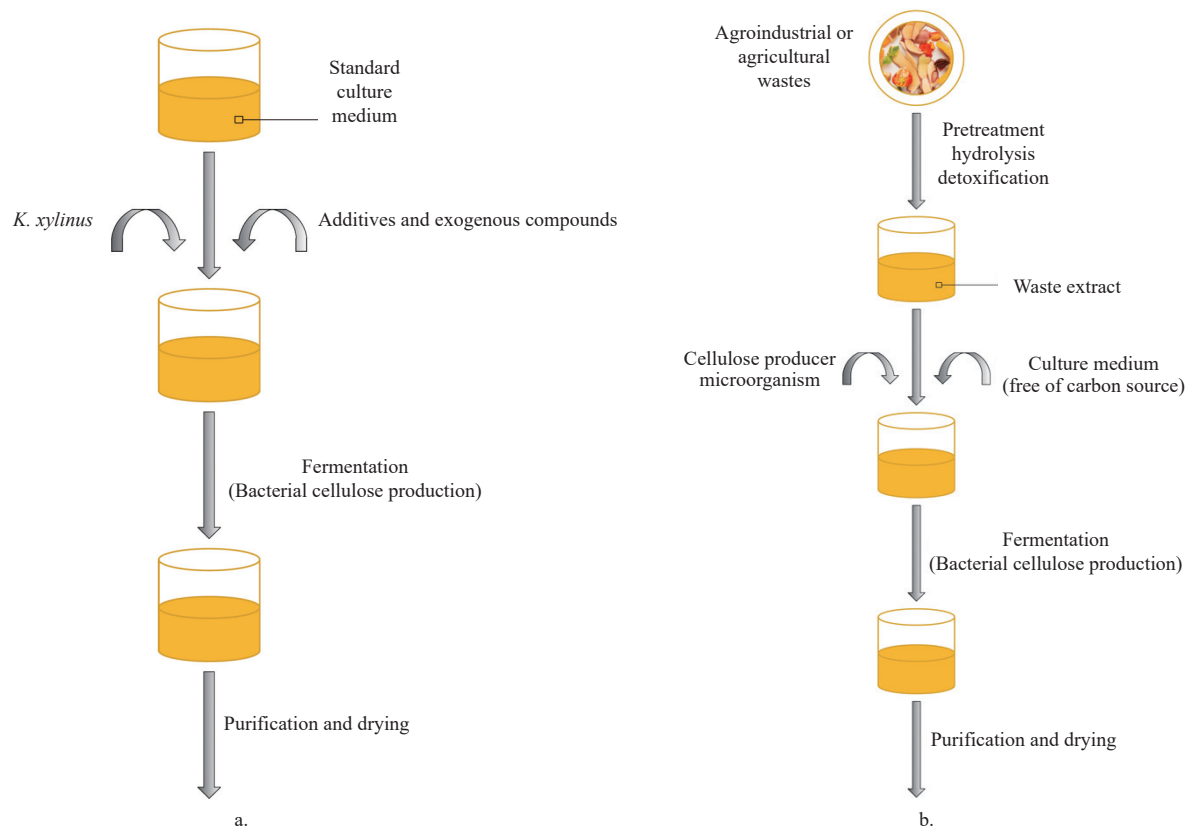 Standard
culture
medium
K. xylinus
Additives and exogenous compounds
Fermentation
(Bacterial cellulose production)
Purification and drying
a.
Agroindustrial or
agricultural
wastes
Pretreatment
hydrolysis
detoxification
Waste extract
Cellulose producer
microorganism
Culture medium
(free of carbon source)
Fermentation
(Bacterial cellulose production)
Purification and drying
b.